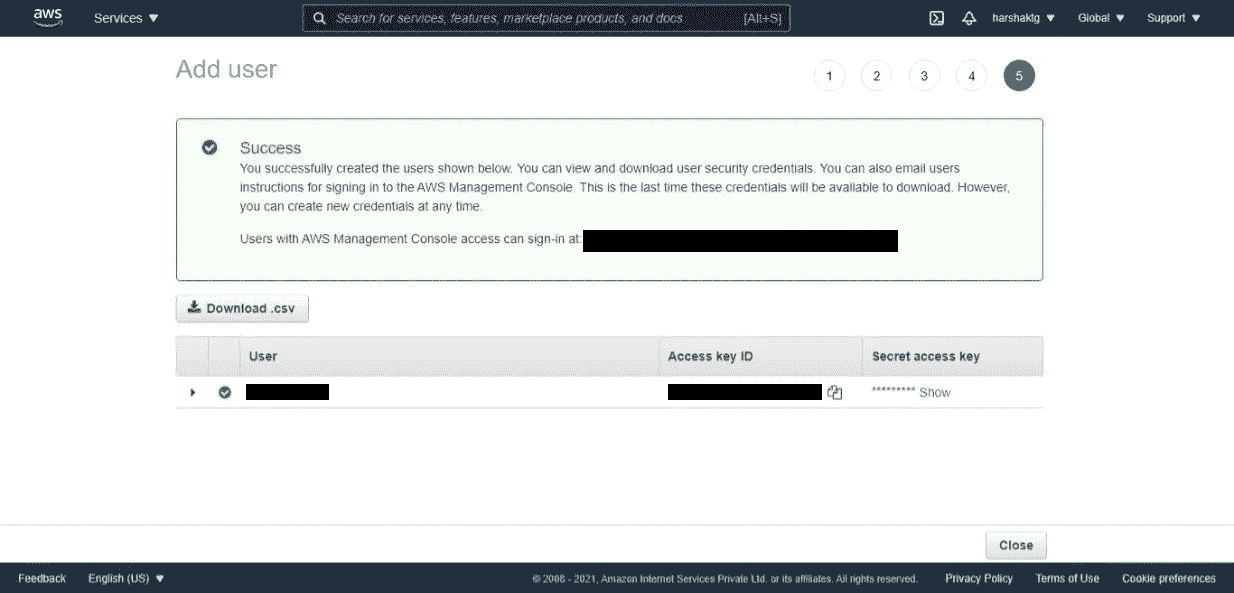 aws
Services
Search for services, features, marketplace products, and docs [Alt+S]
harshaktg
Global
Support
Add user
1 2 3 4 5
Success
You successfully created the users shown below. You can view and download user security credentials. You can also email users
instructions for signing in to the AWS Management Console. This is the last time these credentials will be available to download. However,
you can create new credentials at any time.
Users with AWS Management Console access can sign-in at:
Download .csv
User Access key ID Secret access key
********* Show
Close
Feedback English (US) © 2008 - 2021, Amazon Internet Services Private Ltd. or its affiliates. All rights reserved. Privacy Policy Terms of Use Cookie preferences